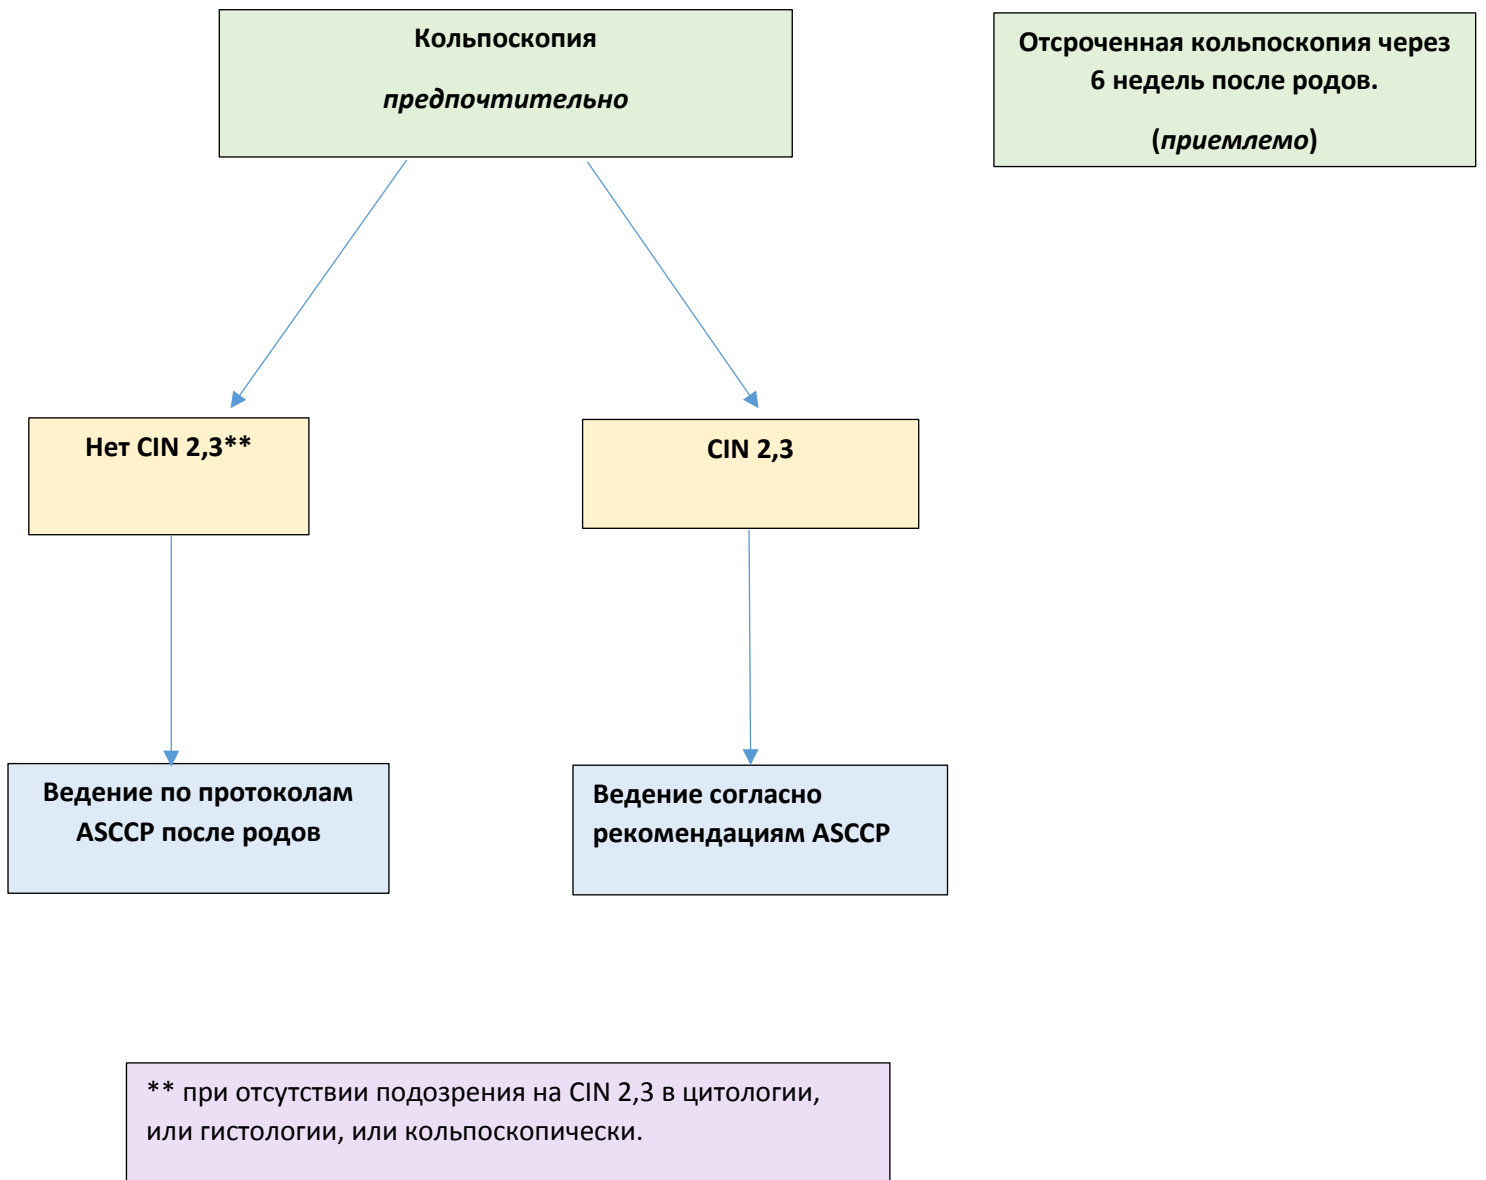 Кольпоскопия
предпочтительно
Отсроченная кольпоскопия через
6 недель после родов.
(приемлемо)
Нет CIN 2,3**
CIN 2,3
Ведение по протоколам
ASCCP после родов
Ведение согласно
рекомендациям ASCCP
** при отсутствии подозрения на CIN 2,3 в цитологии,
или гистологии, или кольпоскопически.